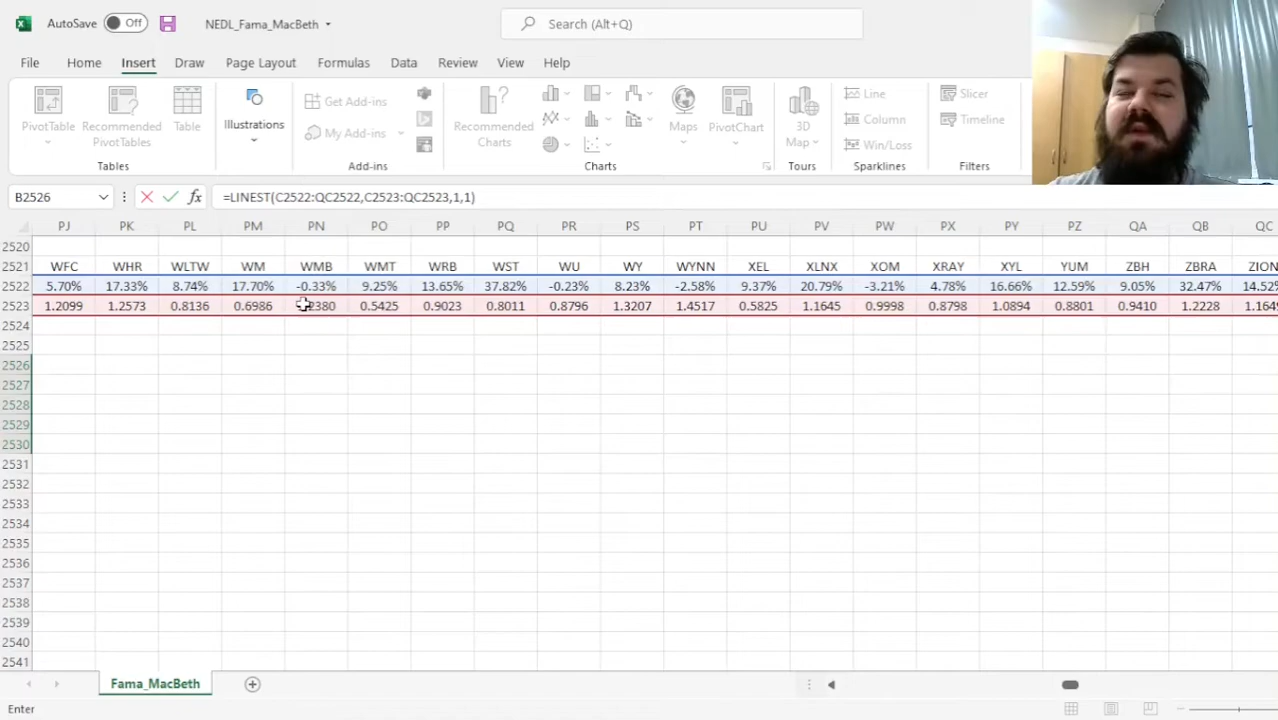 AutoSave Off NEDL_Fama_MacBeth Search (Alt+Q)
File Home Insert Draw Page Layout Formulas Data Review View Help
PivotTable Recommended PivotTables Table Illustrations Get Add-ins My Add-ins Recommended Charts Maps PivotChart 3D Map Line Column Win/Loss Slicer Timeline
Tables Add-ins Charts Tours Sparklines Filters
B2526 fx =LINEST(C2522:QC2522,C2523:QC2523,1,1)
PJ PK PL PM PN PO PP PQ PR PS PT PU PV PW PX PY PZ QA QB QC
2520
2521 WFC WHR WLTW WM WMB WMT WRB WST WU WY WYNN XEL XLNX XOM XRAY XYL YUM ZBH ZBRA ZION
2522 5.70% 17.33% 8.74% 17.70% -0.33% 9.25% 13.65% 37.82% -0.23% 8.23% -2.58% 9.37% 20.79% -3.21% 4.78% 16.66% 12.59% 9.05% 32.47% 14.52%
2523 1.2099 1.2573 0.8136 0.6986 2380 0.5425 0.9023 0.8011 0.8796 1.3207 1.4517 0.5825 1.1645 0.9998 0.8798 1.0894 0.8801 0.9410 1.2228 1.164
2524
2525
2526
2527
2528
2529
2530
2531
2532
2533
2534
2535
2536
2537
2538
2539
2540
2541
Fama_MacBeth
Enter